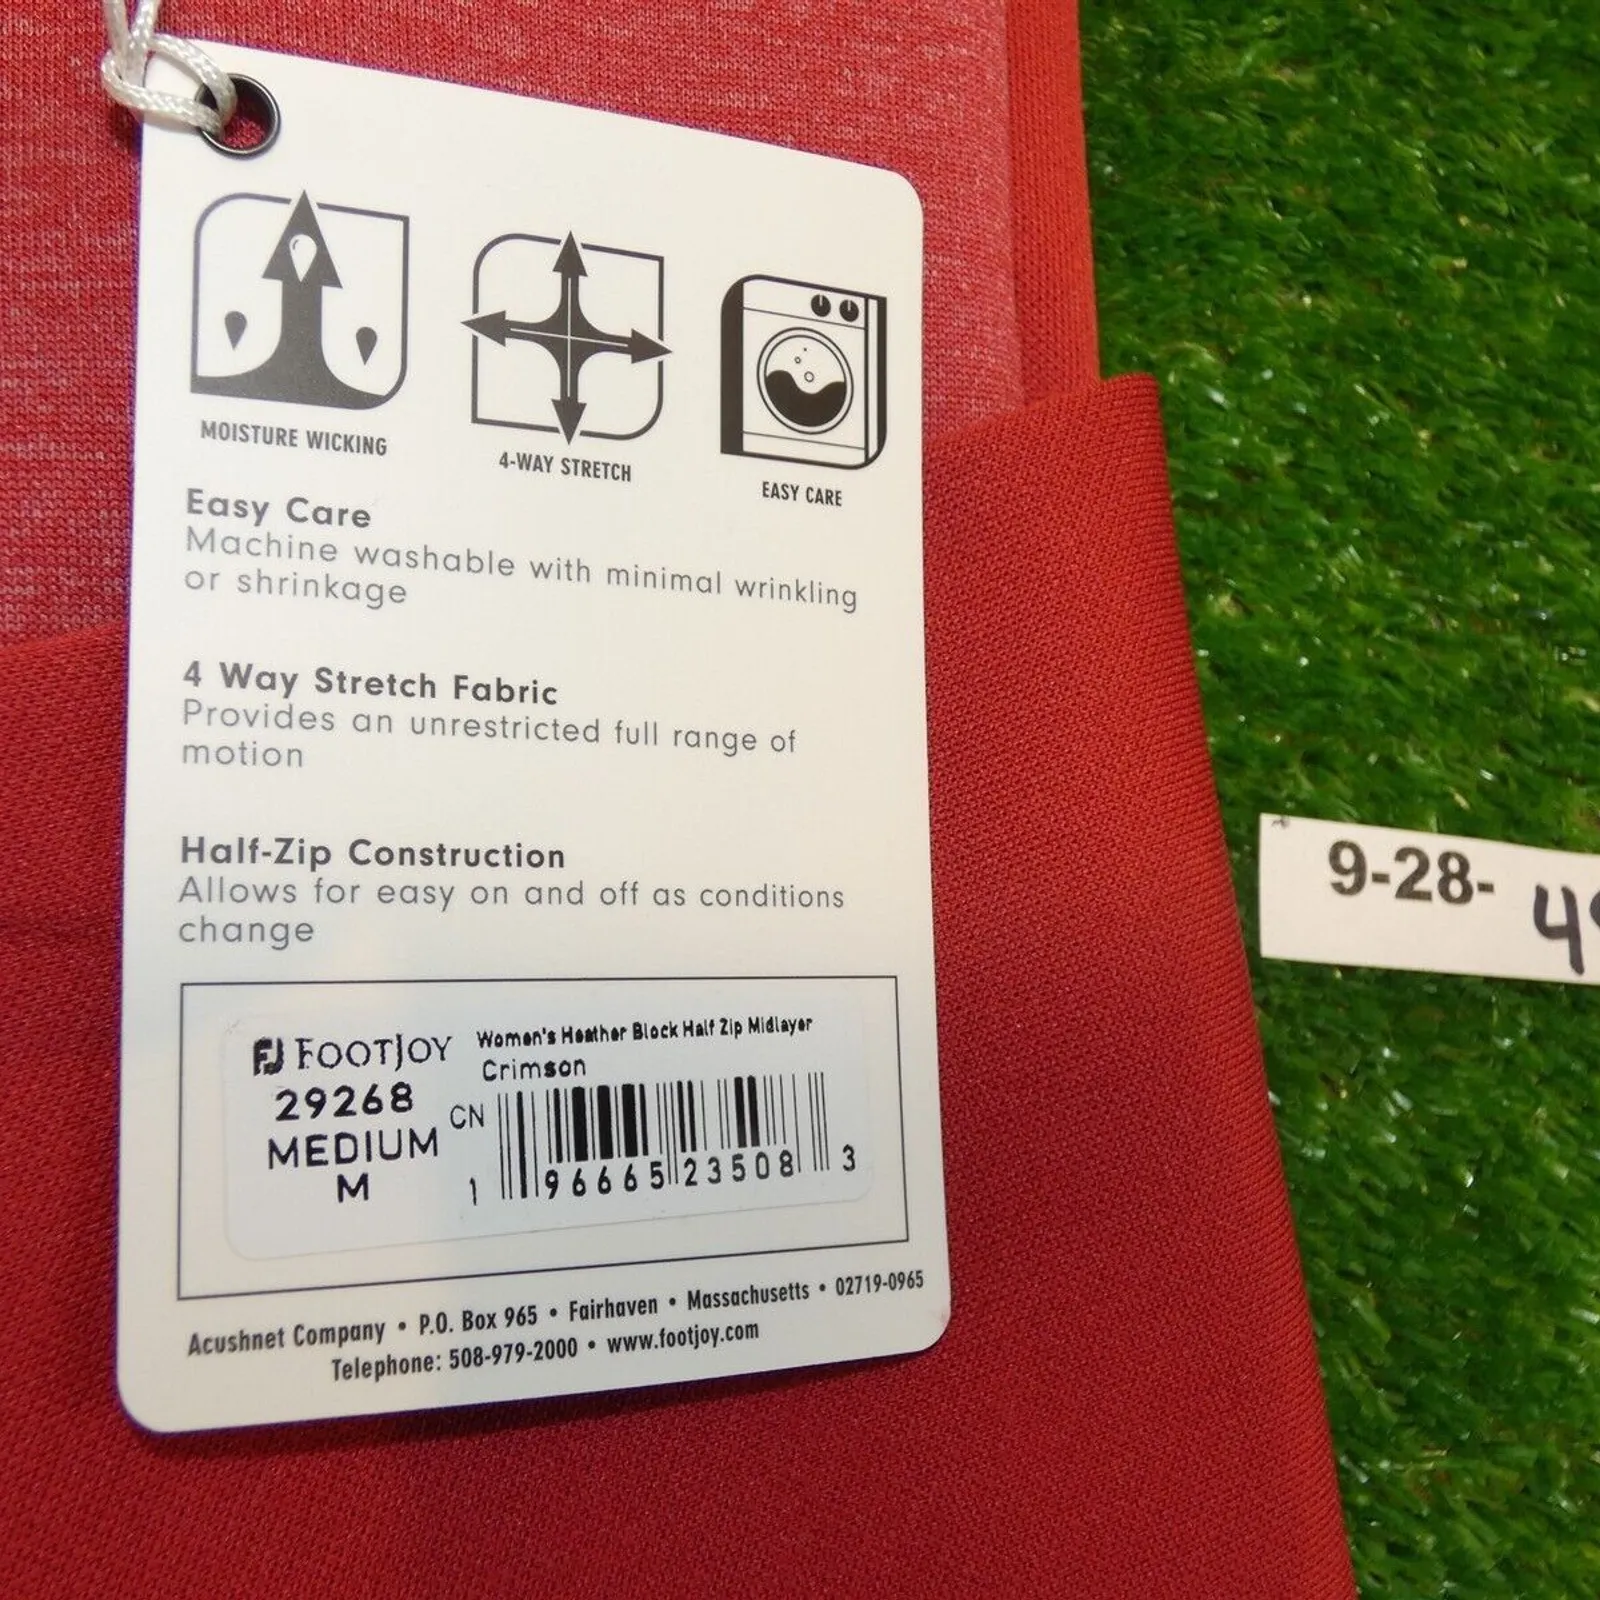 MOISTURE WICKING
4-WAY STRETCH
EASY CARE
Easy Care
Machine washable with minimal wrinkling
or shrinkage
4 Way Stretch Fabric
Provides an unrestricted full range of
motion
Half-Zip Construction
Allows for easy on and off as conditions
change
FJ FOOTJOY
29268
MEDIUM
M
Women's Heather Block Half Zip Midlayer
Crimson
CN
1 96665 23508 3
Acushnet Company • P.O. Box 965 • Fairhaven • Massachusetts • 02719-0965
Telephone: 508-979-2000 • www.footjoy.com
9-28- 4